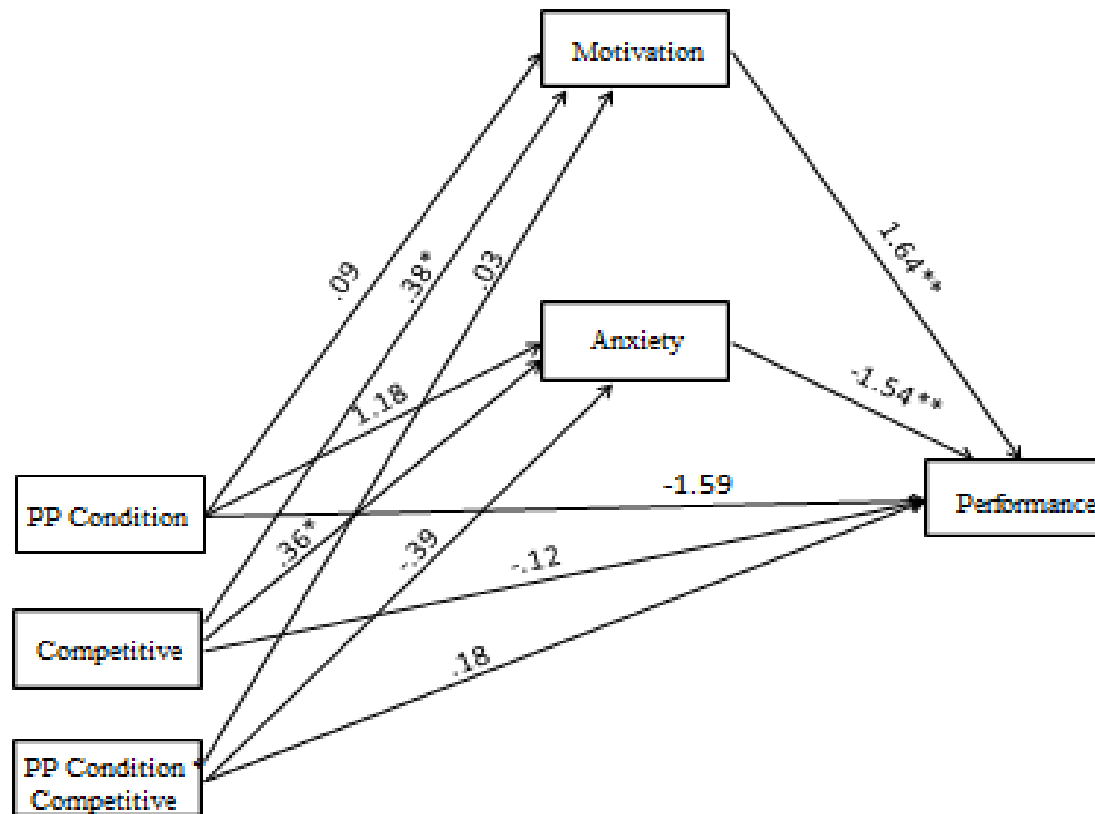 Motivation
.09
.38*
.03
1.64**
Anxiety
1.18
-1.54**
PP Condition
-1.59
Performance
.36*
-.39
-.12
Competitive
.18
PP Condition
Competitive